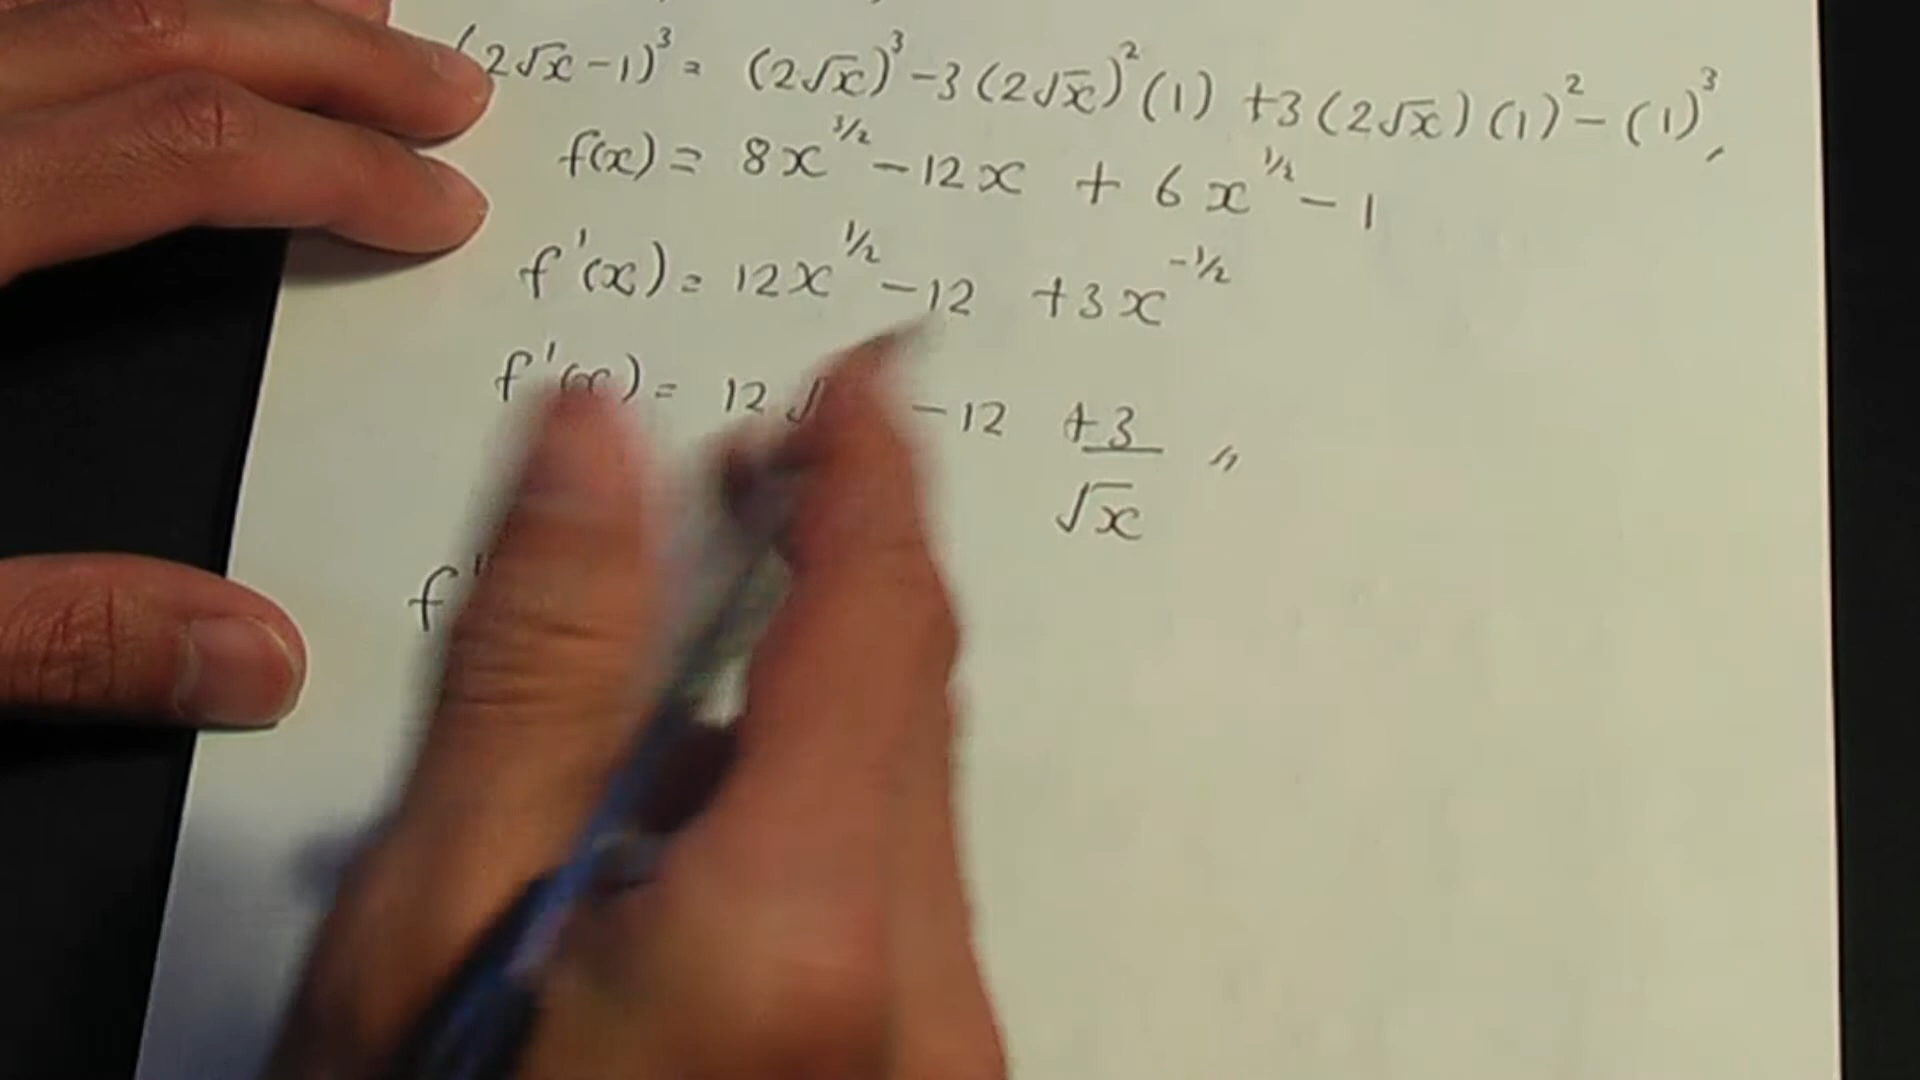 (2√x - 1)³ = (2√x)³ - 3(2√x)²(1) + 3(2√x)(1)² - (1)³,
f(x) = 8x^3/2 - 12x + 6x^1/2 - 1
f'(x) = 12x^1/2 - 12 + 3x^-1/2
f'(x) = 12√ - 12 + 3/√x
f''